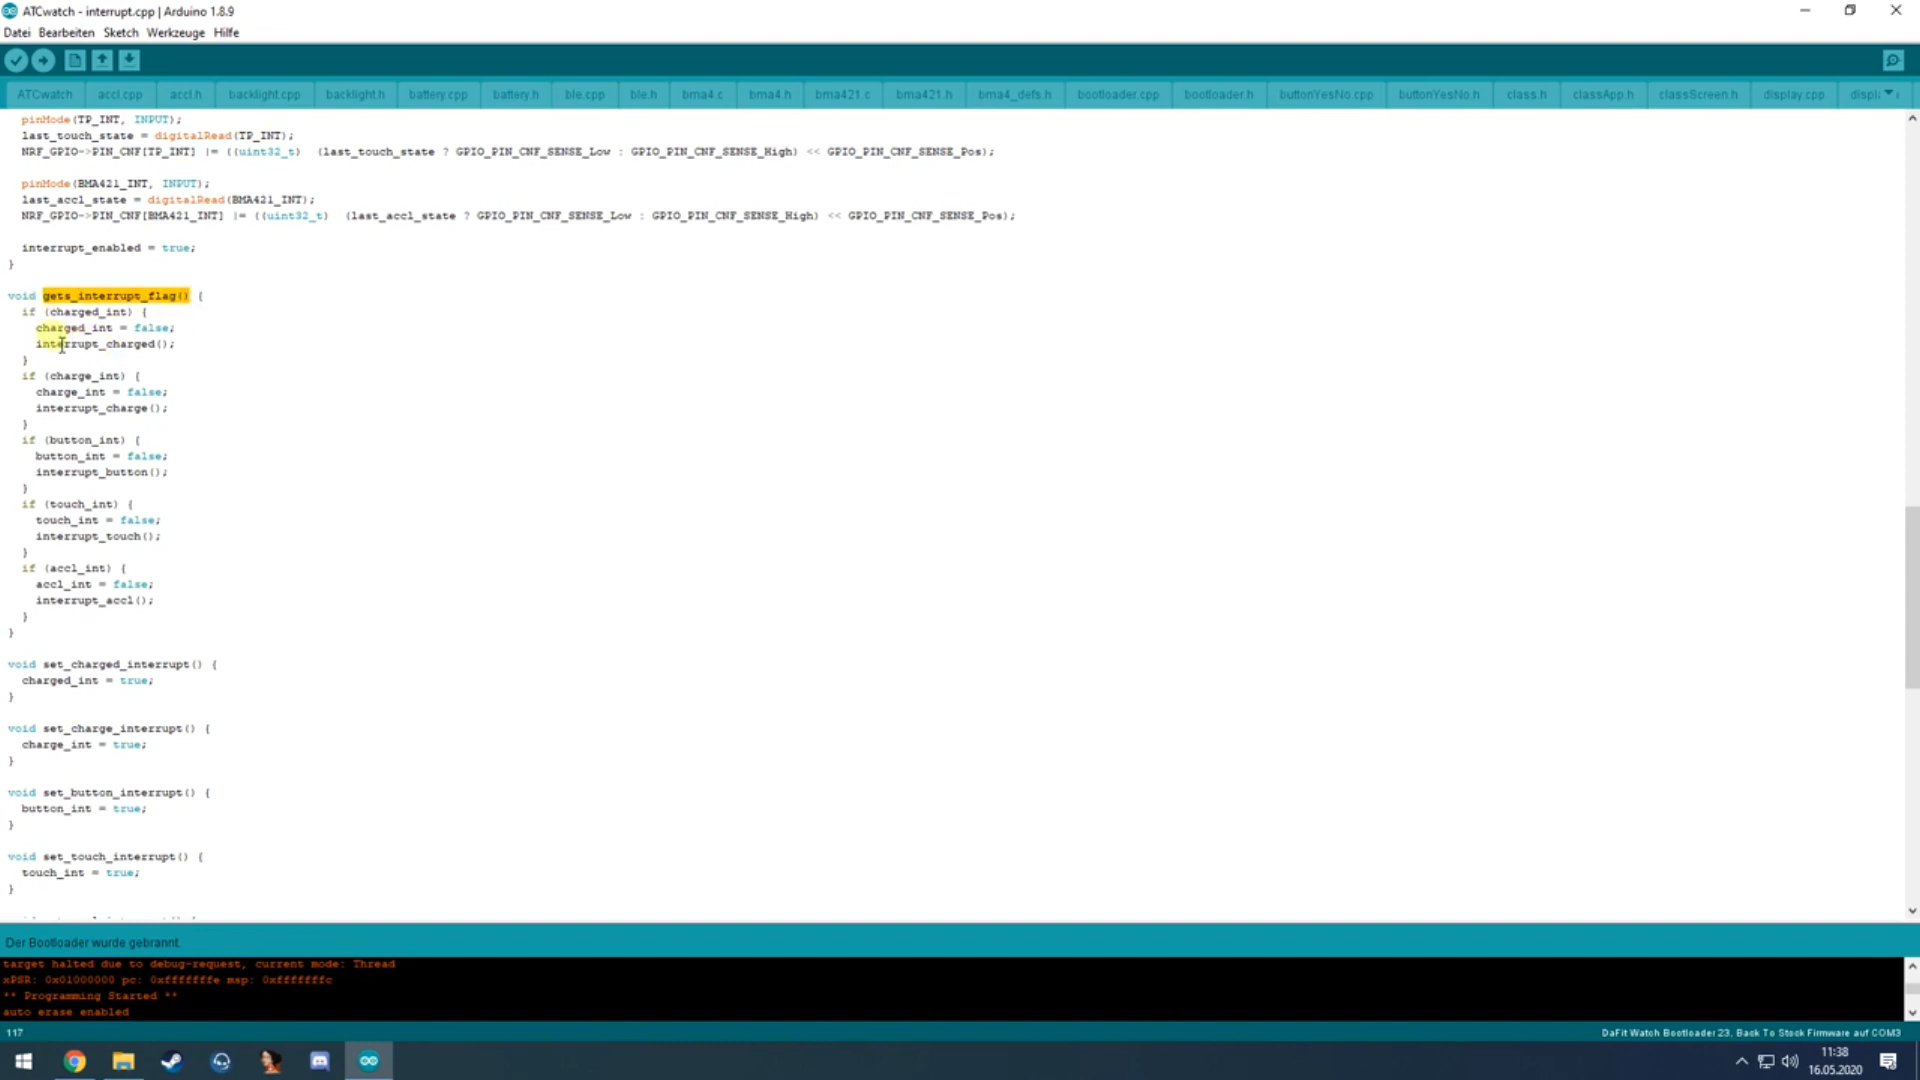 ATCwatch - interrupt.cpp | Arduino 1.8.9
Datei Bearbeiten Sketch Werkzeuge Hilfe
ATCwatch accl.cpp accl.h backlight.cpp backlight.h battery.cpp battery.h ble.cpp ble.h bma4.c bma4.h bma421.c bma421.h bma4_defs.h bootloader.cpp bootloader.h buttonYesNo.cpp buttonYesNo.h class.h classApp.h classScreen.h display.cpp displ
pinMode(TP_INT, INPUT);
last_touch_state = digitalRead(TP_INT);
NRF_GPIO->PIN_CNF[TP_INT] |= ((uint32_t)  (last_touch_state ? GPIO_PIN_CNF_SENSE_Low : GPIO_PIN_CNF_SENSE_High) << GPIO_PIN_CNF_SENSE_Pos);
pinMode(BMA421_INT, INPUT);
last_accl_state = digitalRead(BMA421_INT);
NRF_GPIO->PIN_CNF[BMA421_INT] |= ((uint32_t)  (last_accl_state ? GPIO_PIN_CNF_SENSE_Low : GPIO_PIN_CNF_SENSE_High) << GPIO_PIN_CNF_SENSE_Pos);
interrupt_enabled = true;
}
void gets_interrupt_flag() {
if (charged_int) {
charged_int = false;
interrupt_charged();
}
if (charge_int) {
charge_int = false;
interrupt_charge();
}
if (button_int) {
button_int = false;
interrupt_button();
}
if (touch_int) {
touch_int = false;
interrupt_touch();
}
if (accl_int) {
accl_int = false;
interrupt_accl();
}
}
void set_charged_interrupt() {
charged_int = true;
}
void set_charge_interrupt() {
charge_int = true;
}
void set_button_interrupt() {
button_int = true;
}
void set_touch_interrupt() {
touch_int = true;
}
Der Bootloader wurde gebrannt.
target halted due to debug-request, current mode: Thread
xPSR: 0x01000000 pc: 0xfffffffe msp: 0xfffffffc
** Programming Started **
auto erase enabled
117 DaFit Watch Bootloader 23, Back To Stock Firmware auf COM3
11:38
16.05.2020